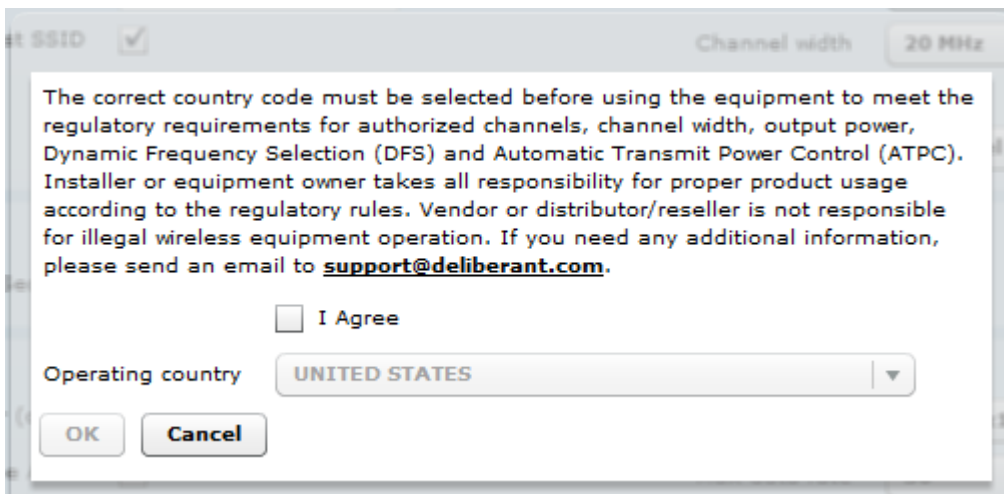 st SSID
Channel width 20 MHz
The correct country code must be selected before using the equipment to meet the
regulatory requirements for authorized channels, channel width, output power,
Dynamic Frequency Selection (DFS) and Automatic Transmit Power Control (ATPC).
Installer or equipment owner takes all responsibility for proper product usage
according to the regulatory rules. Vendor or distributor/reseller is not responsible
for illegal wireless equipment operation. If you need any additional information,
please send an email to support@deliberant.com.
I Agree
Operating country UNITED STATES
OK Cancel